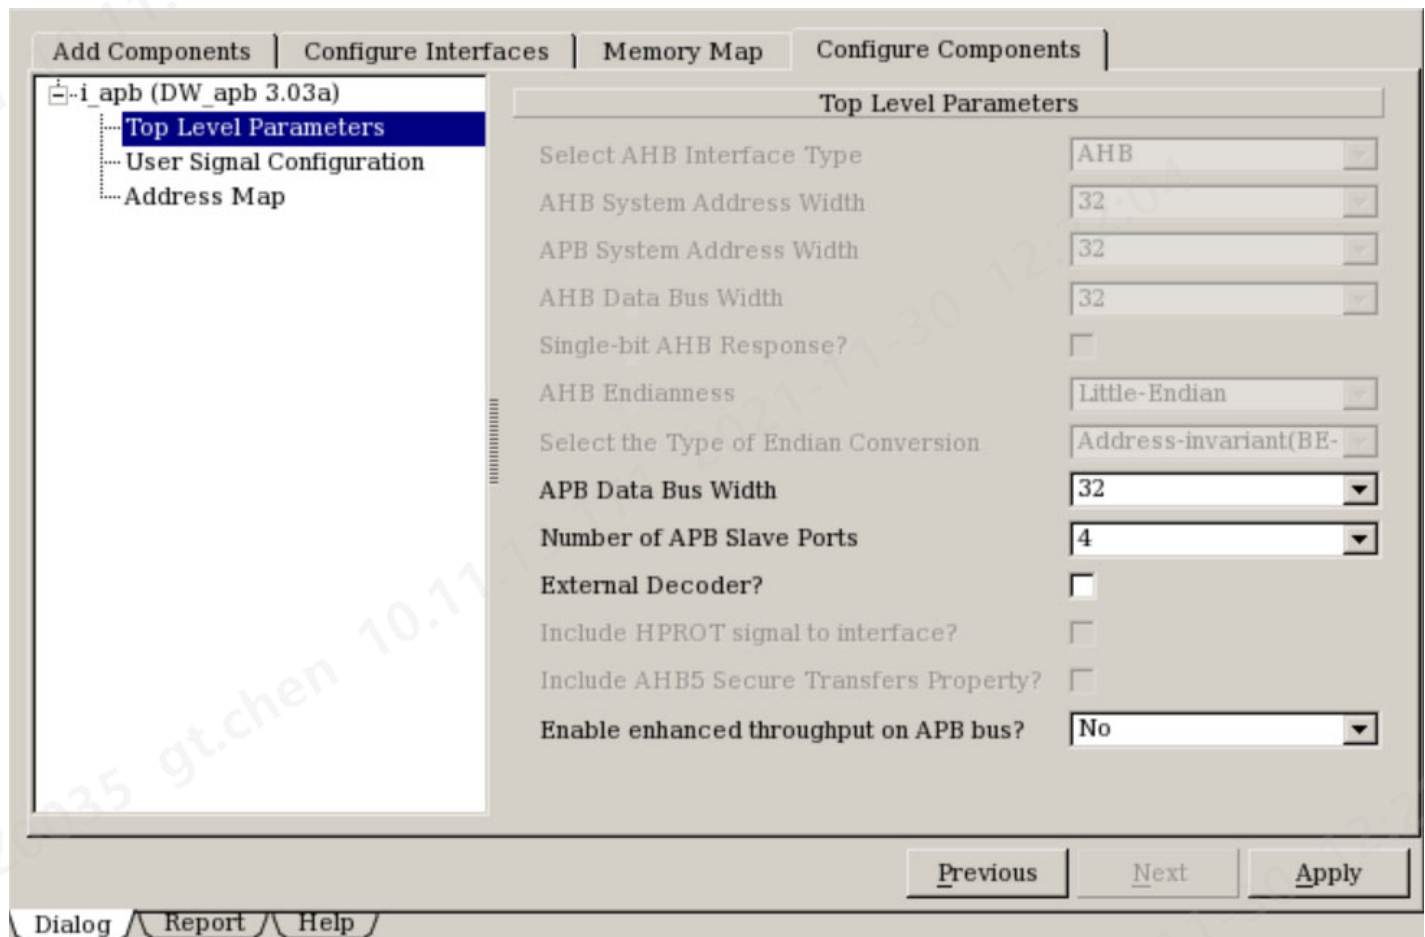 Add Components Configure Interfaces Memory Map Configure Components
i_apb (DW_apb 3.03a)
Top Level Parameters
User Signal Configuration
Address Map
Top Level Parameters
Select AHB Interface Type AHB
AHB System Address Width 32
APB System Address Width 32
AHB Data Bus Width 32
Single-bit AHB Response?
AHB Endianness Little-Endian
Select the Type of Endian Conversion Address-invariant(BE-
APB Data Bus Width 32
Number of APB Slave Ports 4
External Decoder?
Include HPROT signal to interface?
Include AHB5 Secure Transfers Property?
Enable enhanced throughput on APB bus? No
Previous Next Apply
Dialog Report Help
gt.chen